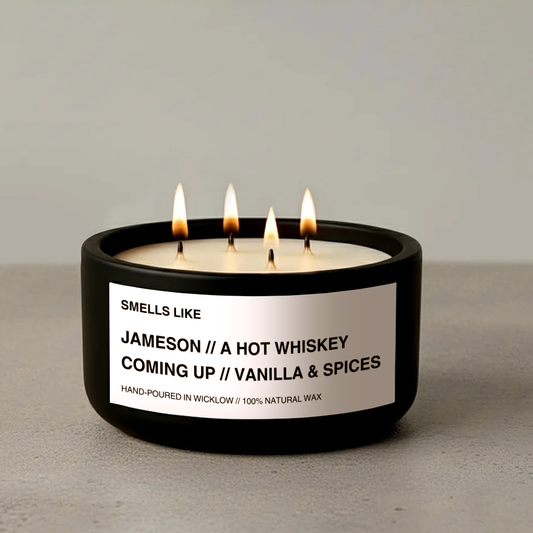 SMELLS LIKE
JAMESON // A HOT WHISKEY
COMING UP // VANILLA & SPICES
HAND-POURED IN WICKLOW // 100% NATURAL WAX